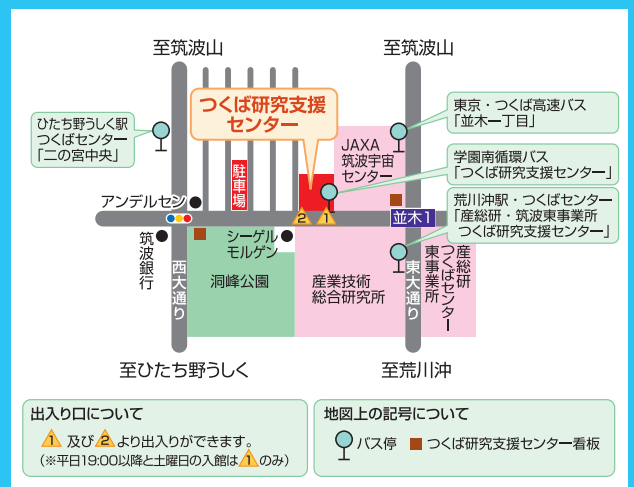 至筑波山
至筑波山
つくば研究支援
センター
ひたち野うしく駅
つくばセンター
「二の宮中央」
東京・つくば高速バス
「並木一丁目」
JAXA
筑波宇宙
センター
学園南循環バス
「つくば研究支援センター」
駐車場
アンデルセン
荒川沖駅・つくばセンター
「産総研・筑波東事業所
つくば研究支援センター」
2
1
並木1
筑波銀行
シーゲル
モルゲン
西大通り
洞峰公園
産業技術
総合研究所
東大通り
産総研
つくばセンター
東事業所
至ひたち野うしく
至荒川沖
出入り口について
1 及び 2 より出入りができます。
(※平日19:00以降と土曜日の入館は 1 のみ)
地図上の記号について
バス停
つくば研究支援センター看板